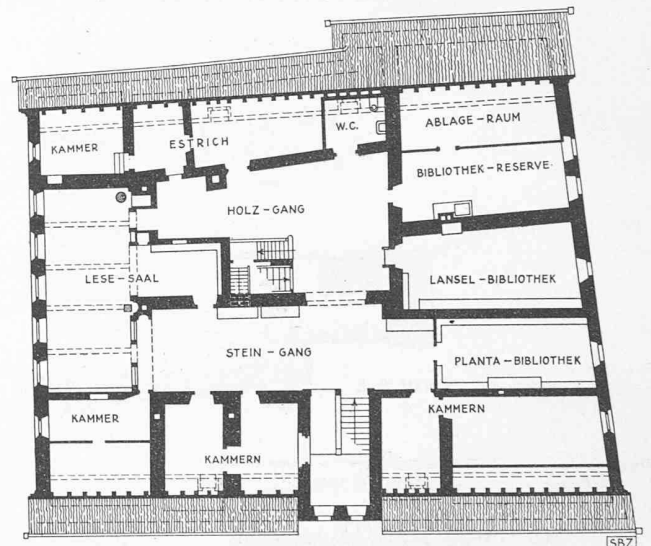 KAMMER
ESTRICH
W.C.
ABLAGE-RAUM
BIBLIOTHEK-RESERVE
HOLZ-GANG
LESE-SAAL
LANSEL-BIBLIOTHEK
STEIN-GANG
PLANTA-BIBLIOTHEK
KAMMER
KAMMERN
KAMMERN
SBZ